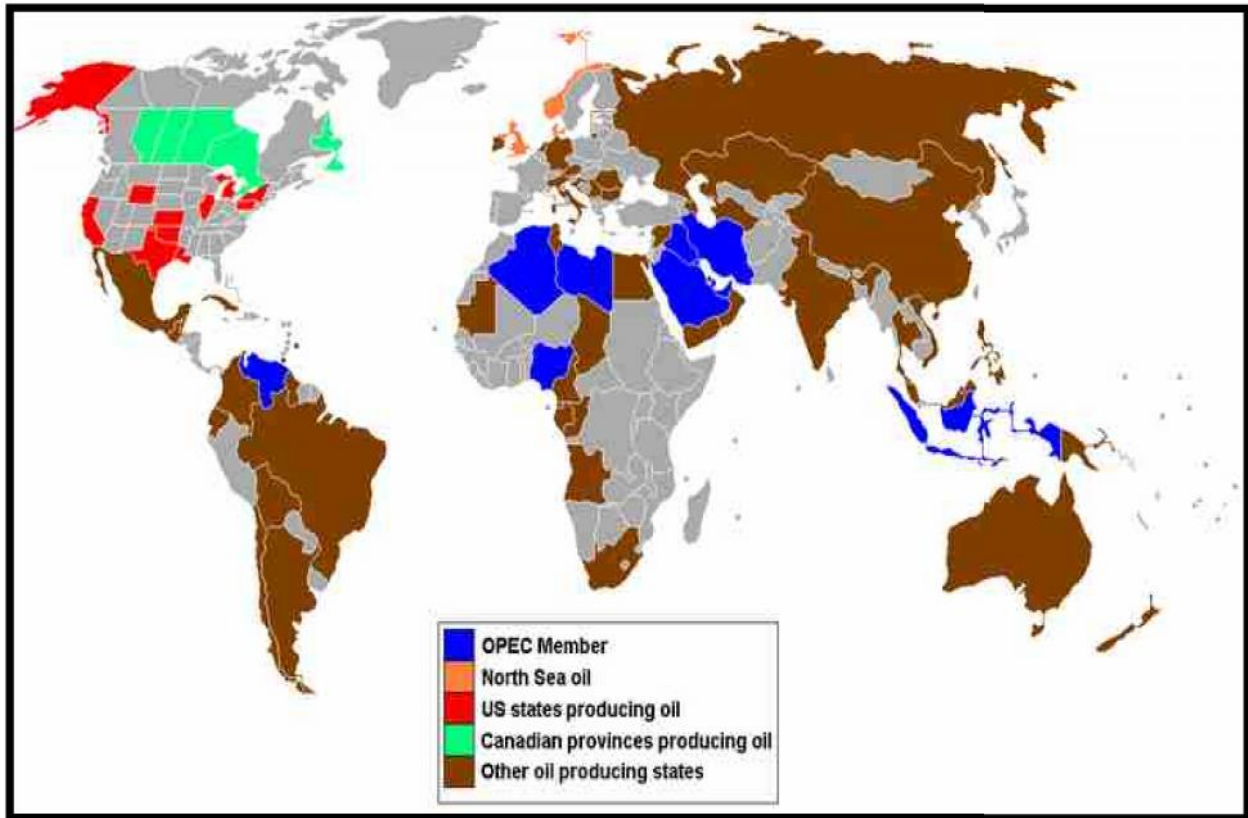 OPEC Member
North Sea oil
US states producing oil
Canadian provinces producing oil
Other oil producing states